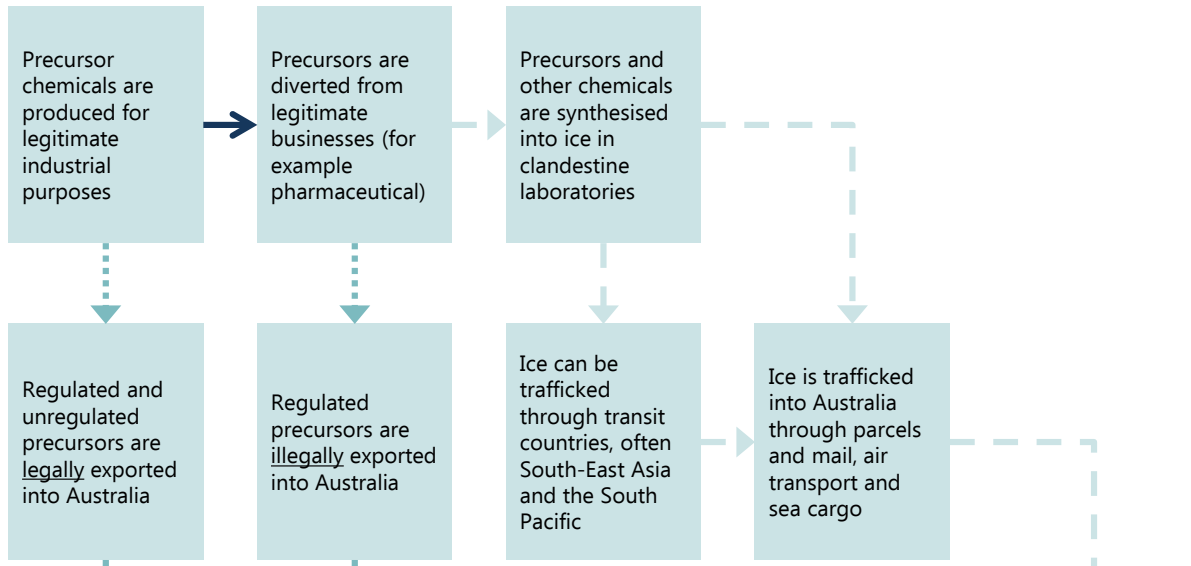 Precursor
chemicals are
produced for
legitimate
industrial
purposes
Precursors are
diverted from
legitimate
businesses (for
example
pharmaceutical)
Precursors and
other chemicals
are synthesised
into ice in
clandestine
laboratories
Regulated and
unregulated
precursors are
legally exported
into Australia
Regulated
precursors are
illegally exported
into Australia
Ice can be
trafficked
through transit
countries, often
South-East Asia
and the South
Pacific
Ice is trafficked
into Australia
through parcels
and mail, air
transport and
sea cargo